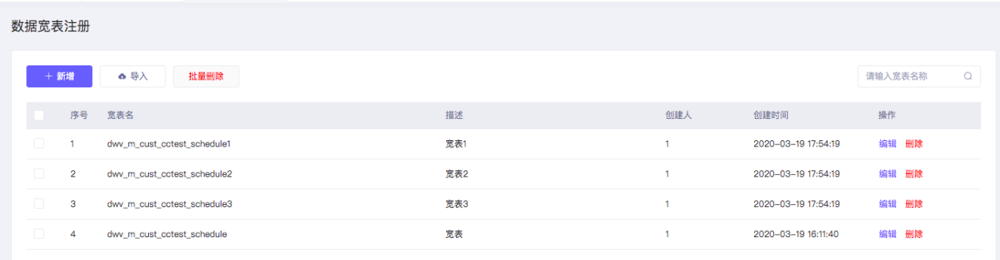 数据宽表注册
+ 新增 导入 批量删除 请输入宽表名称
序号 宽表名 描述 创建人 创建时间 操作
1 dwv_m_cust_cctest_schedule1 宽表1 1 2020-03-19 17:54:19 编辑 删除
2 dwv_m_cust_cctest_schedule2 宽表2 1 2020-03-19 17:54:19 编辑 删除
3 dwv_m_cust_cctest_schedule3 宽表3 1 2020-03-19 17:54:19 编辑 删除
4 dwv_m_cust_cctest_schedule 宽表 1 2020-03-19 16:11:40 编辑 删除